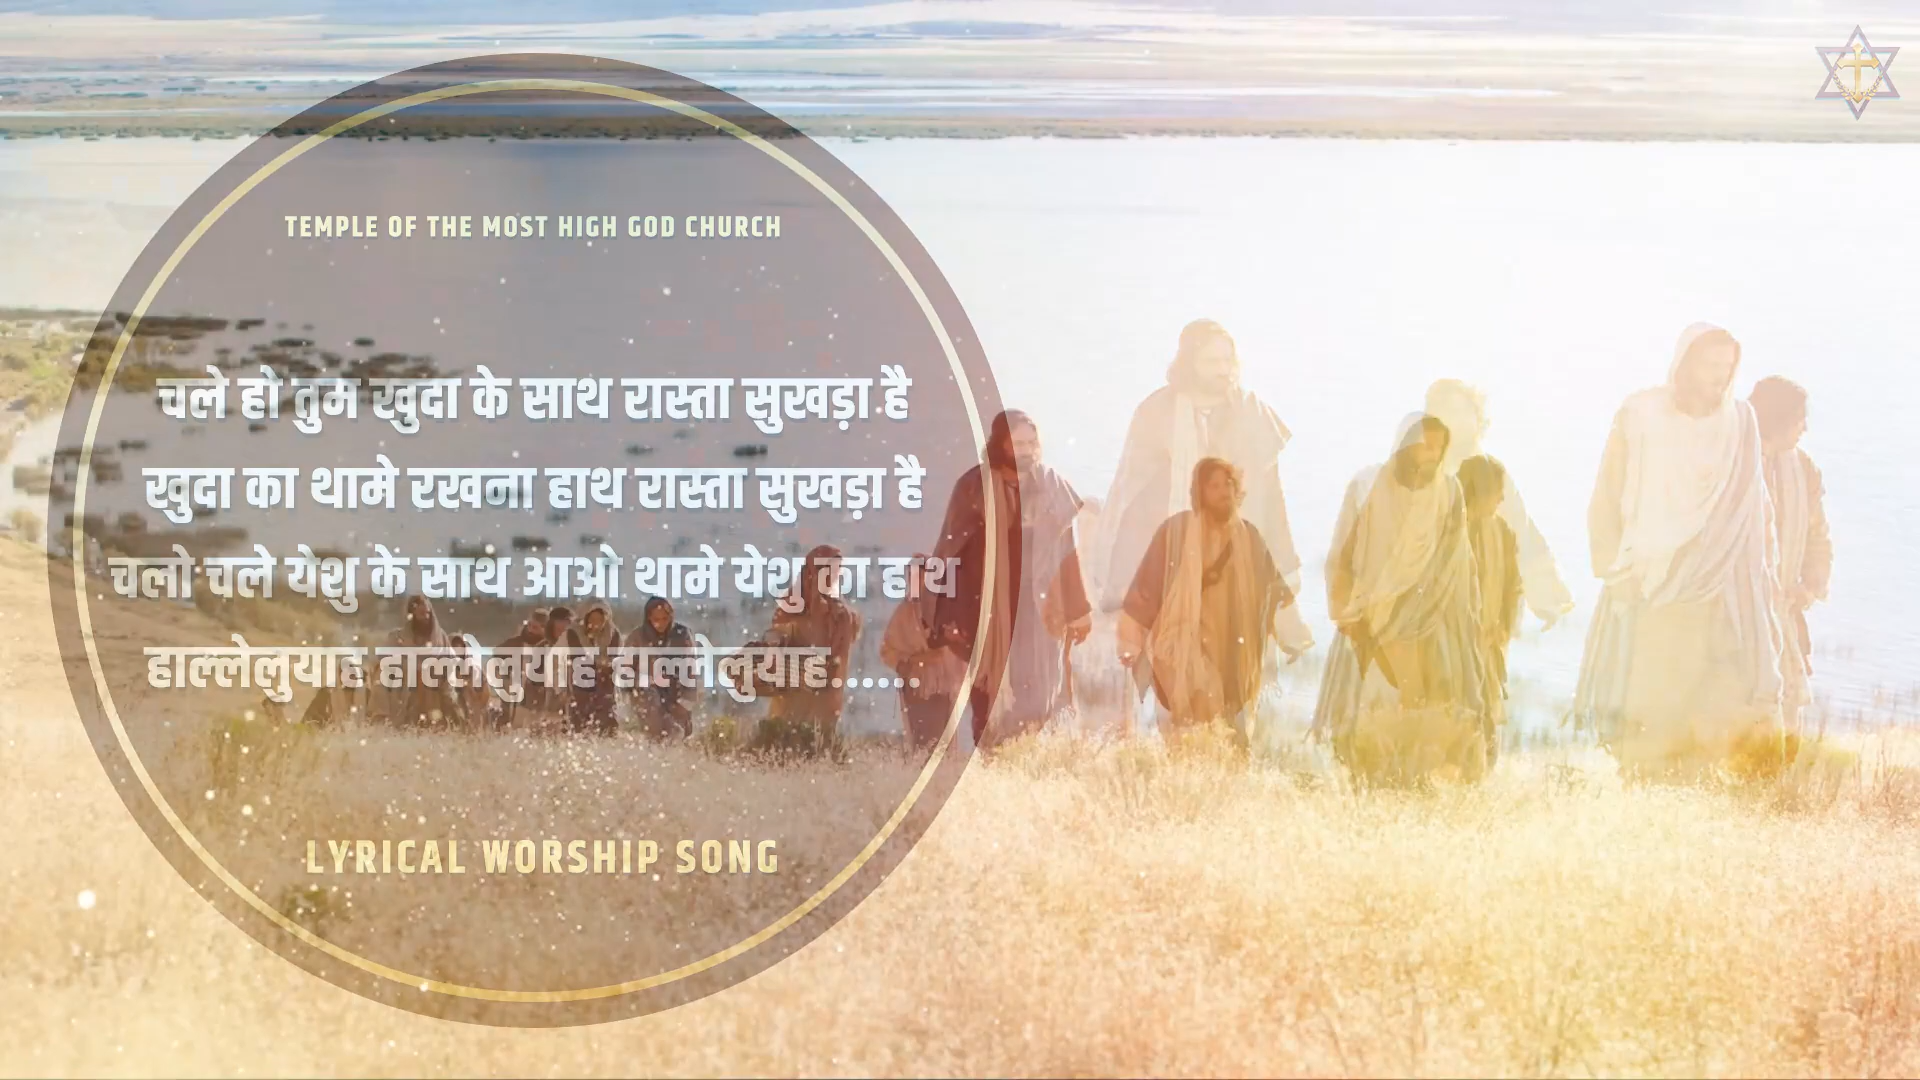 TEMPLE OF THE MOST HIGH GOD CHURCH
चले हो तुम खुदा के साथ रास्ता सुखड़ा है
खुदा का थामे रखना हाथ रास्ता सुखड़ा है
चलो चले येशु के साथ आओ थामे येशु का हाथ
हाल्लेलुयाह हाल्लेलुयाह हाल्लेलुयाह......
LYRICAL WORSHIP SONG